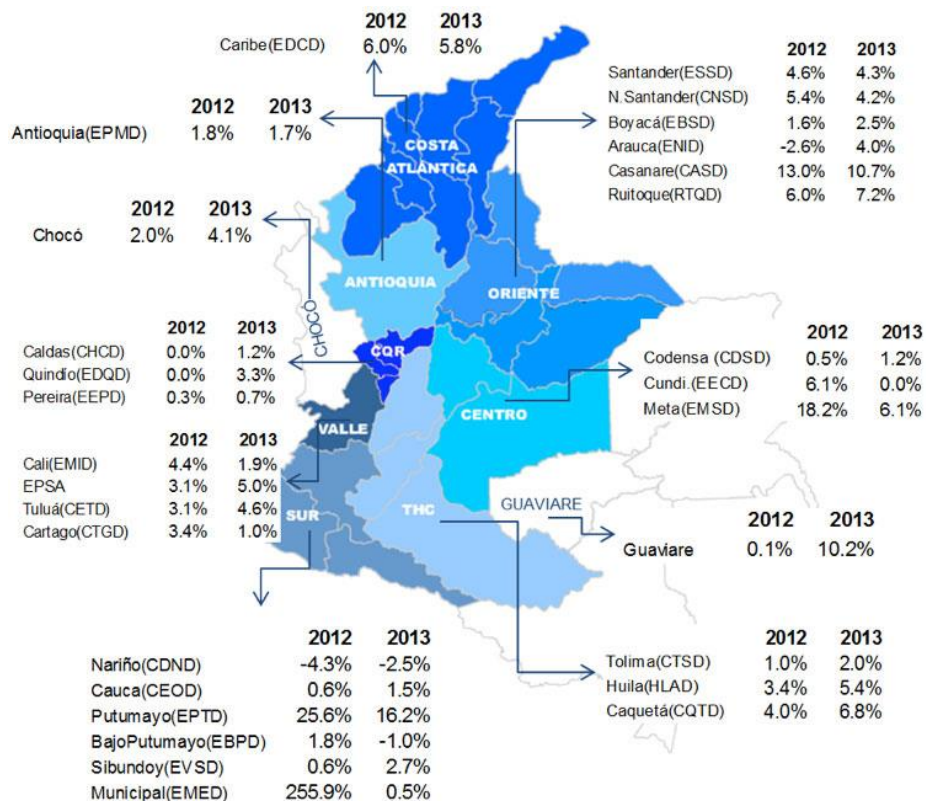 2012 2013
Caribe(EDCD) 6.0% 5.8%
2012 2013
Antioquia(EPMD) 1.8% 1.7%
2012 2013
Santander(ESSD) 4.6% 4.3%
N.Santander(CNSD) 5.4% 4.2%
Boyacá(EBSD) 1.6% 2.5%
Arauca(ENID) -2.6% 4.0%
Casanare(CASD) 13.0% 10.7%
Ruitoque(RTQD) 6.0% 7.2%
COSTA
ATLÁNTICA
2012 2013
Chocó 2.0% 4.1%
ANTIOQUIA
ORIENTE
CHOCÓ
2012 2013
Caldas(CHCD) 0.0% 1.2%
Quindío(EDQD) 0.0% 3.3%
Pereira(EEPD) 0.3% 0.7%
CQR
2012 2013
Codensa (CDSD) 0.5% 1.2%
Cundi.(EECD) 6.1% 0.0%
Meta(EMSD) 18.2% 6.1%
CENTRO
VALLE
2012 2013
Cali(EMID) 4.4% 1.9%
EPSA 3.1% 5.0%
Tuluá(CETD) 3.1% 4.6%
Cartago(CTGD) 3.4% 1.0%
SUR
THC
GUAVIARE
2012 2013
Guaviare 0.1% 10.2%
2012 2013
Nariño(CDND) -4.3% -2.5%
Cauca(CEOD) 0.6% 1.5%
Putumayo(EPTD) 25.6% 16.2%
BajoPutumayo(EBPD) 1.8% -1.0%
Sibundoy(EVSD) 0.6% 2.7%
Municipal(EMED) 255.9% 0.5%
2012 2013
Tolima(CTSD) 1.0% 2.0%
Huila(HLAD) 3.4% 5.4%
Caquetá(CQTD) 4.0% 6.8%